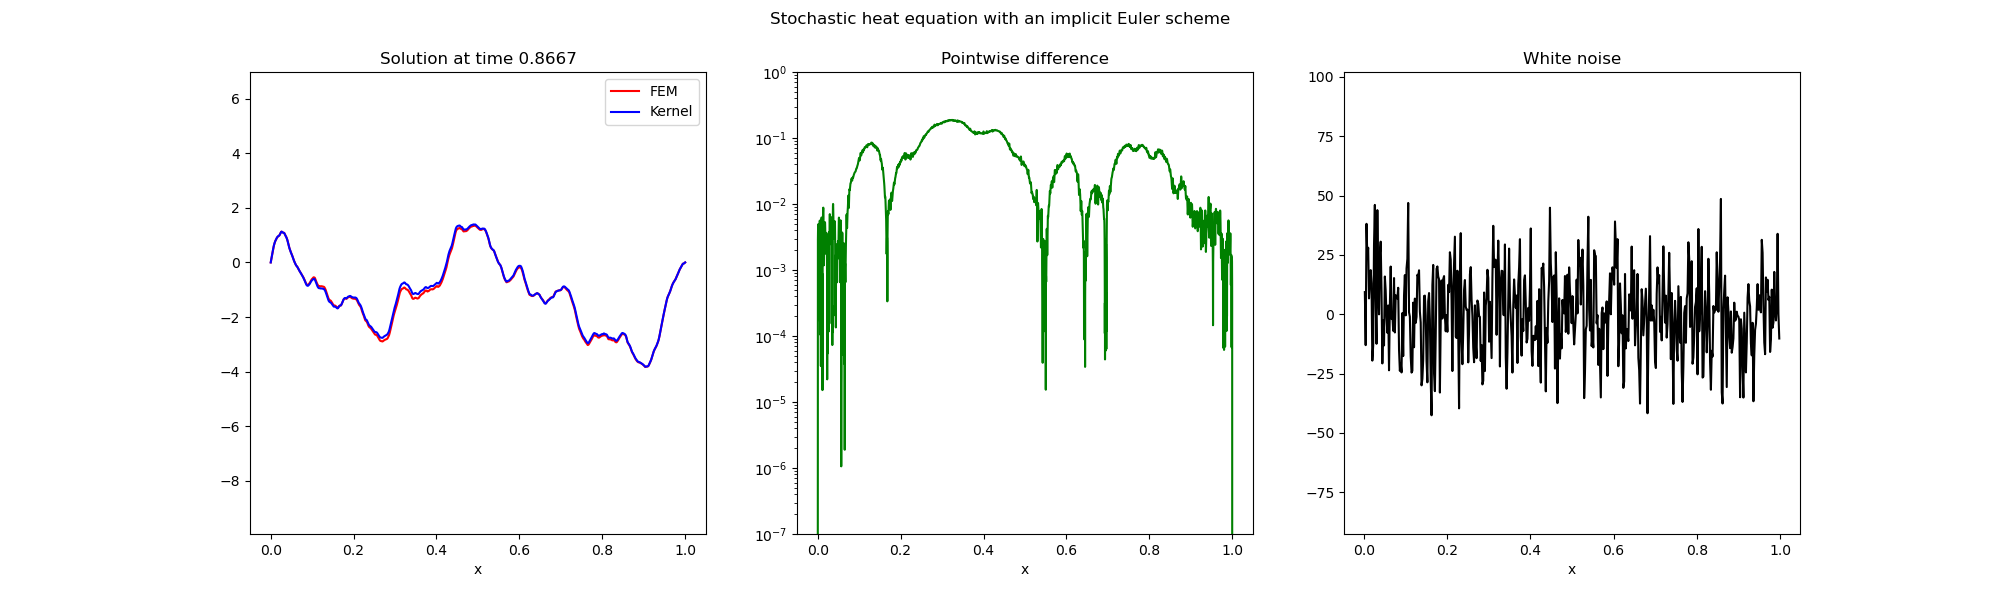 Stochastic heat equation with an implicit Euler scheme
Solution at time 0.8667
FEM
Kernel
6
4
2
0
−2
−4
−6
−8
0.0 0.2 0.4 0.6 0.8 1.0
x
Pointwise difference
10⁰
10⁻¹
10⁻²
10⁻³
10⁻⁴
10⁻⁵
10⁻⁶
10⁻⁷
0.0 0.2 0.4 0.6 0.8 1.0
x
White noise
100
75
50
25
0
−25
−50
−75
0.0 0.2 0.4 0.6 0.8 1.0
x